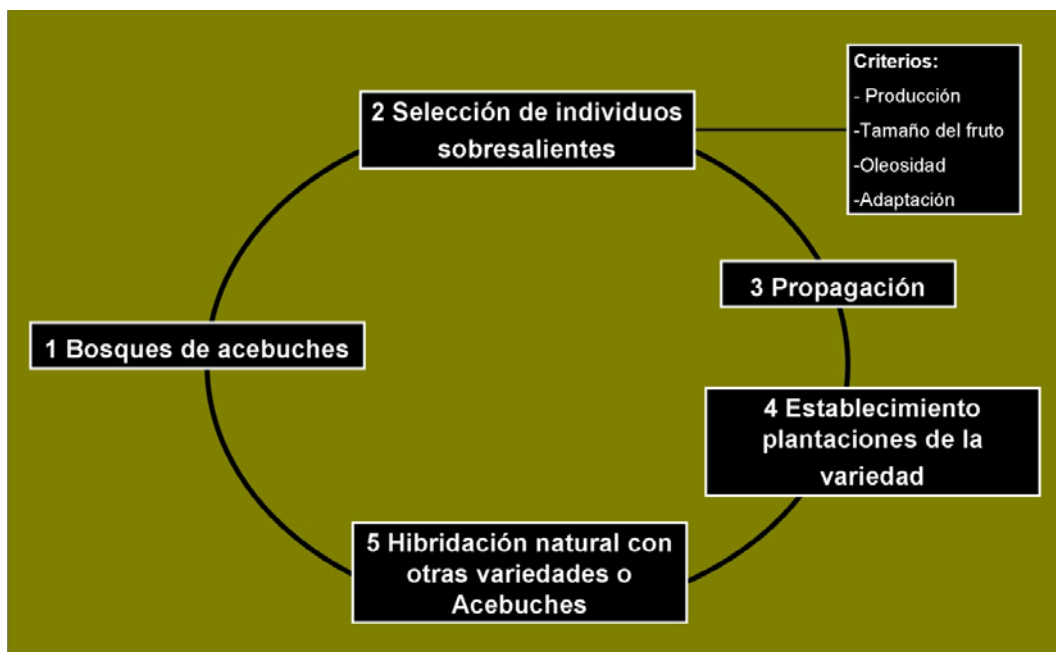 Criterios:
- Producción
-Tamaño del fruto
-Oleosidad
-Adaptación
2 Selección de individuos
sobresalientes
3 Propagación
1 Bosques de acebuches
4 Establecimiento
plantaciones de la
variedad
5 Hibridación natural con
otras variedades o
Acebuches